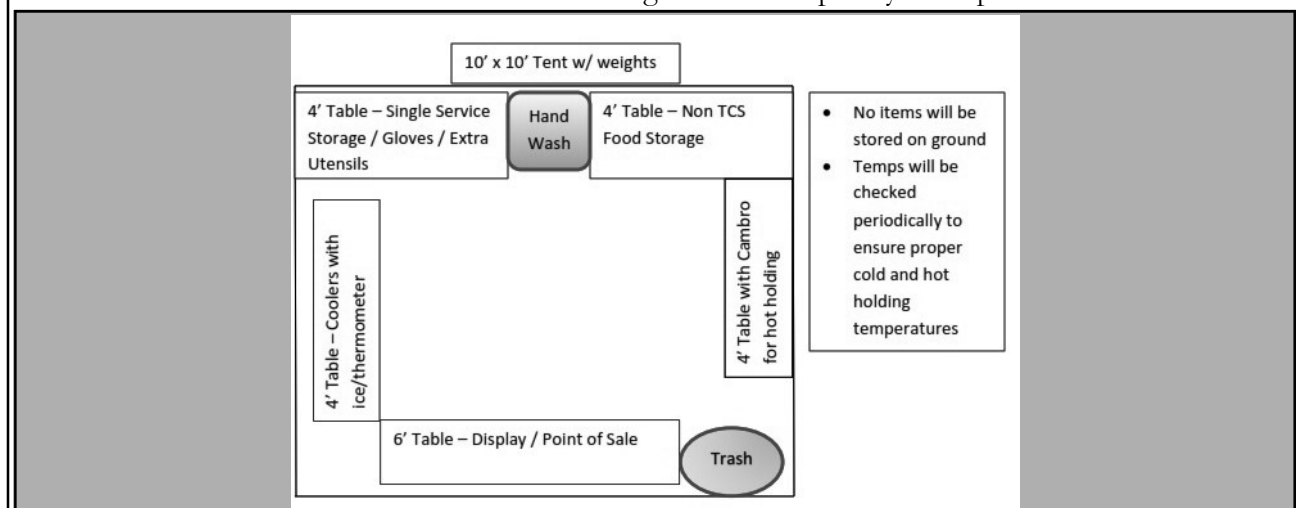 10’ x 10’ Tent w/ weights
4’ Table – Single Service
Storage / Gloves / Extra
Utensils
Hand
Wash
4’ Table – Non TCS
Food Storage
• No items will be
stored on ground
• Temps will be
checked
periodically to
ensure proper
cold and hot
holding
temperatures
4’ Table – Coolers with
ice/thermometer
4’ Table with Cambro
for hot holding
6’ Table – Display / Point of Sale
Trash